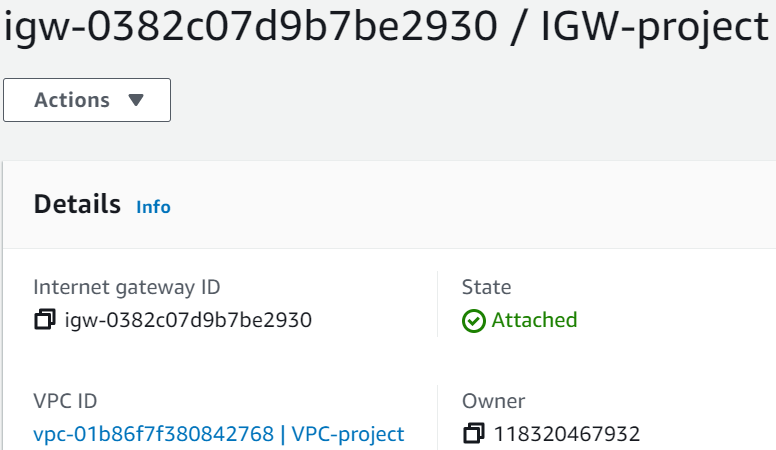 igw-0382c07d9b7be2930 / IGW-project
Actions
Details Info
Internet gateway ID
igw-0382c07d9b7be2930
State
Attached
VPC ID
vpc-01b86f7f380842768 | VPC-project
Owner
118320467932